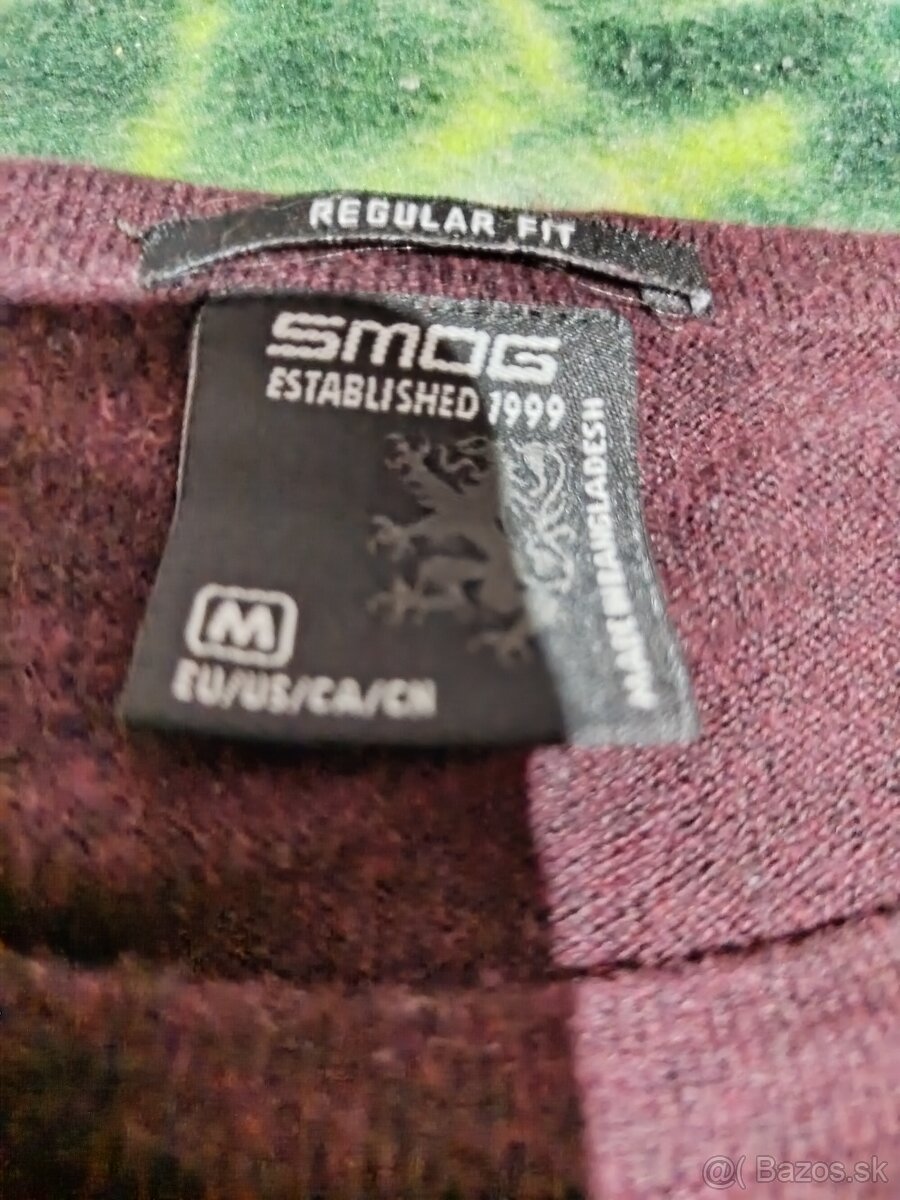 REGULAR FIT
SMOG
ESTABLISHED 1999
MADE IN BANGLADESH
M
EU/US/CA/CN
@( Bazos.sk